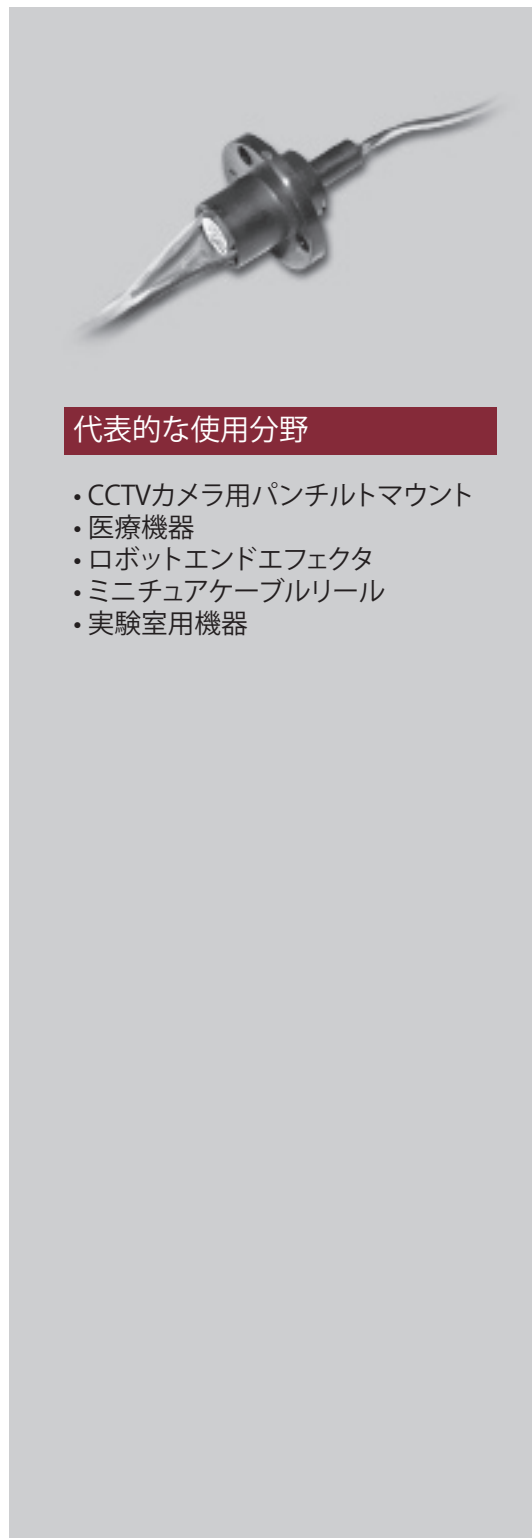 代表的な使用分野
• CCTVカメラ用パンチルトマウント
• 医療機器
• ロボットエンドエフェクタ
• ミニチュアケーブルリール
• 実験室用機器